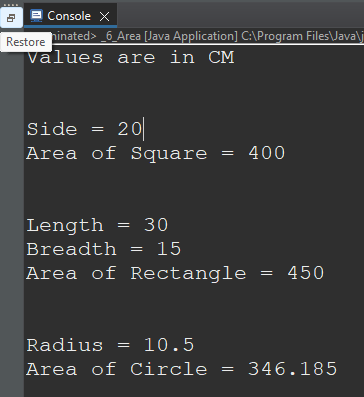 Console
Restore
minated> _6_Area [Java Application] C:\Program Files\Java\j
Values are in CM
Side = 20
Area of Square = 400
Length = 30
Breadth = 15
Area of Rectangle = 450
Radius = 10.5
Area of Circle = 346.185